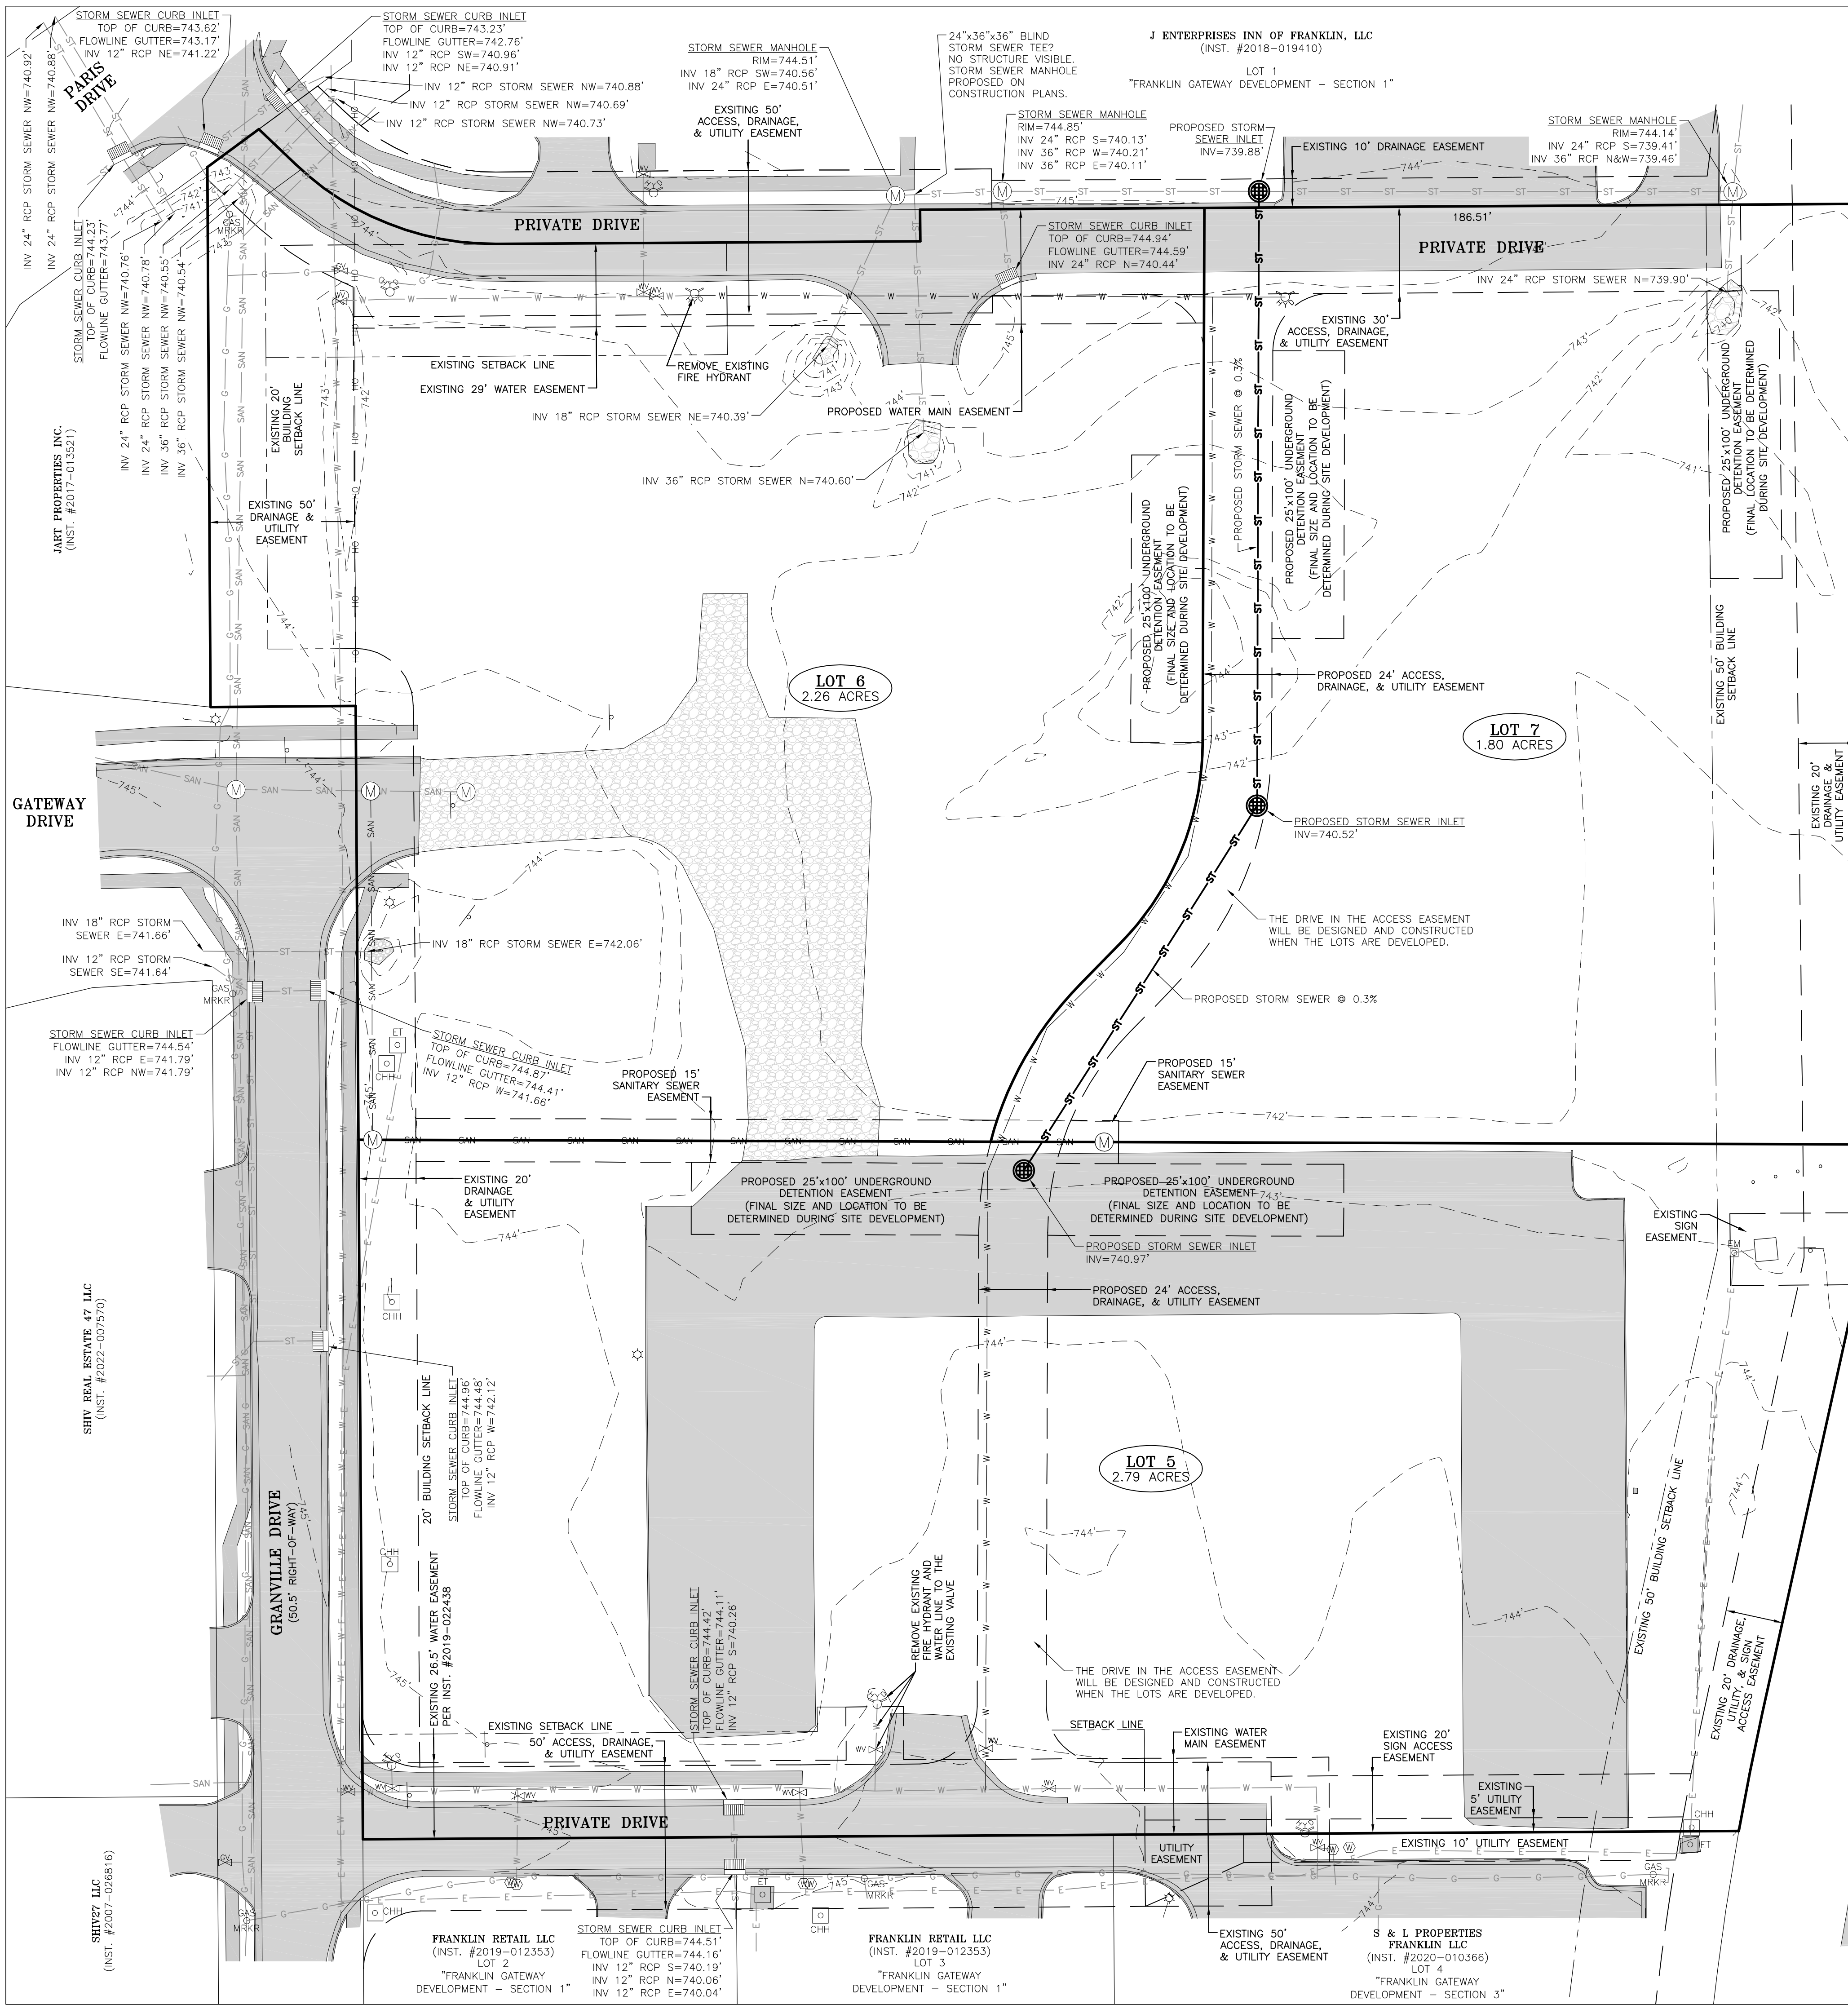 STORM SEWER CURB INLET
TOP OF CURB=743.62'
FLOWLINE GUTTER=743.17'
INV 12" RCP NE=741.22'
STORM SEWER CURB INLET
TOP OF CURB=743.23'
FLOWLINE GUTTER=742.76'
INV 12" RCP SW=740.96'
INV 12" RCP NE=740.91'
INV 12" RCP STORM SEWER NW=740.88'
INV 12" RCP STORM SEWER NW=740.69'
INV 12" RCP STORM SEWER NW=740.73'
INV 24" RCP STORM SEWER NW=740.92'
INV 24" RCP STORM SEWER NW=740.88'
PARIS
DRIVE
STORM SEWER MANHOLE
RIM=744.51'
INV 18" RCP SW=740.56'
INV 24" RCP E=740.51'
EXSITING 50'
ACCESS, DRAINAGE,
& UTILITY EASEMENT
24"x36"x36" BLIND
STORM SEWER TEE?
NO STRUCTURE VISIBLE.
STORM SEWER MANHOLE
PROPOSED ON
CONSTRUCTION PLANS.
J ENTERPRISES INN OF FRANKLIN, LLC
(INST. #2018-019410)
LOT 1
"FRANKLIN GATEWAY DEVELOPMENT - SECTION 1"
STORM SEWER MANHOLE
RIM=744.85'
INV 24" RCP S=740.13'
INV 36" RCP W=740.21'
INV 36" RCP E=740.11'
PROPOSED STORM
SEWER INLET
INV=739.88'
EXISTING 10' DRAINAGE EASEMENT
STORM SEWER MANHOLE
RIM=744.14'
INV 24" RCP S=739.41'
INV 36" RCP N&W=739.46'
STORM SEWER CURB INLET
TOP OF CURB=744.23'
FLOWLINE GUTTER=743.77'
INV 24" RCP STORM SEWER NW=740.76'
INV 24" RCP STORM SEWER NW=740.78'
INV 36" RCP STORM SEWER NW=740.55'
INV 36" RCP STORM SEWER NW=740.54'
GAS
MRKR
PRIVATE DRIVE
STORM SEWER CURB INLET
TOP OF CURB=744.94'
FLOWLINE GUTTER=744.59'
INV 24" RCP N=740.44'
186.51'
PRIVATE DRIVE
INV 24" RCP STORM SEWER N=739.90'
EXISTING 30'
ACCESS, DRAINAGE,
& UTILITY EASEMENT
EXISTING SETBACK LINE
EXISTING 29' WATER EASEMENT
REMOVE EXISTING
FIRE HYDRANT
INV 18" RCP STORM SEWER NE=740.39'
PROPOSED WATER MAIN EASEMENT
INV 36" RCP STORM SEWER N=740.60'
EXISTING 20'
BUILDING
SETBACK LINE
JART PROPERTIES INC.
(INST. #2017-013521)
EXISTING 50'
DRAINAGE &
UTILITY
EASEMENT
PROPOSED STORM SEWER @ 0.3%
PROPOSED 25'x100' UNDERGROUND
DETENTION EASEMENT
(FINAL SIZE AND LOCATION TO BE
DETERMINED DURING SITE DEVELOPMENT)
PROPOSED 25'x100' UNDERGROUND
DETENTION EASEMENT
(FINAL SIZE AND LOCATION TO BE
DETERMINED DURING SITE DEVELOPMENT)
PROPOSED 25'x100' UNDERGROUND
DETENTION EASEMENT
(FINAL SIZE AND
LOCATION TO BE DETERMINED
DURING SITE DEVELOPMENT)
LOT 6
2.26 ACRES
PROPOSED 24' ACCESS,
DRAINAGE, & UTILITY EASEMENT
LOT 7
1.80 ACRES
EXISTING 50' BUILDING
SETBACK LINE
EXISTING 20'
DRAINAGE &
UTILITY EASEMENT
GATEWAY
DRIVE
PROPOSED STORM SEWER INLET
INV=740.52'
THE DRIVE IN THE ACCESS EASEMENT
WILL BE DESIGNED AND CONSTRUCTED
WHEN THE LOTS ARE DEVELOPED.
INV 18" RCP STORM
SEWER E=741.66'
INV 12" RCP STORM
SEWER SE=741.64'
INV 18" RCP STORM SEWER E=742.06'
GAS
MRKR
PROPOSED STORM SEWER @ 0.3%
STORM SEWER CURB INLET
FLOWLINE GUTTER=744.54'
INV 12" RCP E=741.79'
INV 12" RCP NW=741.79'
STORM SEWER CURB INLET
TOP OF CURB=744.87'
FLOWLINE GUTTER=744.41'
INV 12" RCP W=741.66'
ET
CHH
PROPOSED 15'
SANITARY SEWER
EASEMENT
PROPOSED 15'
SANITARY SEWER
EASEMENT
EXISTING 20'
DRAINAGE
& UTILITY
EASEMENT
PROPOSED 25'x100' UNDERGROUND
DETENTION EASEMENT
(FINAL SIZE AND LOCATION TO BE
DETERMINED DURING SITE DEVELOPMENT)
PROPOSED 25'x100' UNDERGROUND
DETENTION EASEMENT
(FINAL SIZE AND LOCATION TO BE
DETERMINED DURING SITE DEVELOPMENT)
EXISTING
SIGN
EASEMENT
EM
PROPOSED STORM SEWER INLET
INV=740.97'
PROPOSED 24' ACCESS,
DRAINAGE, & UTILITY EASEMENT
CHH
SHIV REAL ESTATE 47 LLC
(INST. #2022-007570)
20' BUILDING SETBACK LINE
STORM SEWER CURB INLET
TOP OF CURB=744.96'
FLOWLINE GUTTER=744.48'
INV 12" RCP W=742.12'
LOT 5
2.79 ACRES
GRANVILLE DRIVE
(50.5' RIGHT-OF-WAY)
CHH
EXISTING 26.5' WATER EASEMENT
PER INST. #2019-022438
STORM SEWER CURB INLET
TOP OF CURB=744.42'
FLOWLINE GUTTER=744.11'
INV 12" RCP S=740.26'
REMOVE EXISTING
FIRE HYDRANT AND
WATER LINE TO THE
EXISTING VALVE
THE DRIVE IN THE ACCESS EASEMENT
WILL BE DESIGNED AND CONSTRUCTED
WHEN THE LOTS ARE DEVELOPED.
EXISTING 50' BUILDING SETBACK LINE
EXISTING 20' DRAINAGE,
UTILITY, & SIGN
ACCESS EASEMENT
EXISTING SETBACK LINE
50' ACCESS, DRAINAGE,
& UTILITY EASEMENT
SETBACK LINE
EXISTING WATER
MAIN EASEMENT
EXISTING 20'
SIGN ACCESS
EASEMENT
EXISTING
5' UTILITY
EASEMENT
PRIVATE DRIVE
UTILITY
EASEMENT
EXISTING 10' UTILITY EASEMENT
CHH
ET
GAS
MRKR
SHIV27 LLC
(INST. #2007-026816)
GAS
MRKR
CHH
ET
GAS
MRKR
CHH
FRANKLIN RETAIL LLC
(INST. #2019-012353)
LOT 2
"FRANKLIN GATEWAY
DEVELOPMENT - SECTION 1"
STORM SEWER CURB INLET
TOP OF CURB=744.51'
FLOWLINE GUTTER=744.16'
INV 12" RCP S=740.19'
INV 12" RCP N=740.06'
INV 12" RCP E=740.04'
FRANKLIN RETAIL LLC
(INST. #2019-012353)
LOT 3
"FRANKLIN GATEWAY
DEVELOPMENT - SECTION 1"
EXISTING 50'
ACCESS, DRAINAGE,
& UTILITY EASEMENT
S & L PROPERTIES
FRANKLIN LLC
(INST. #2020-010366)
LOT 4
"FRANKLIN GATEWAY
DEVELOPMENT - SECTION 3"